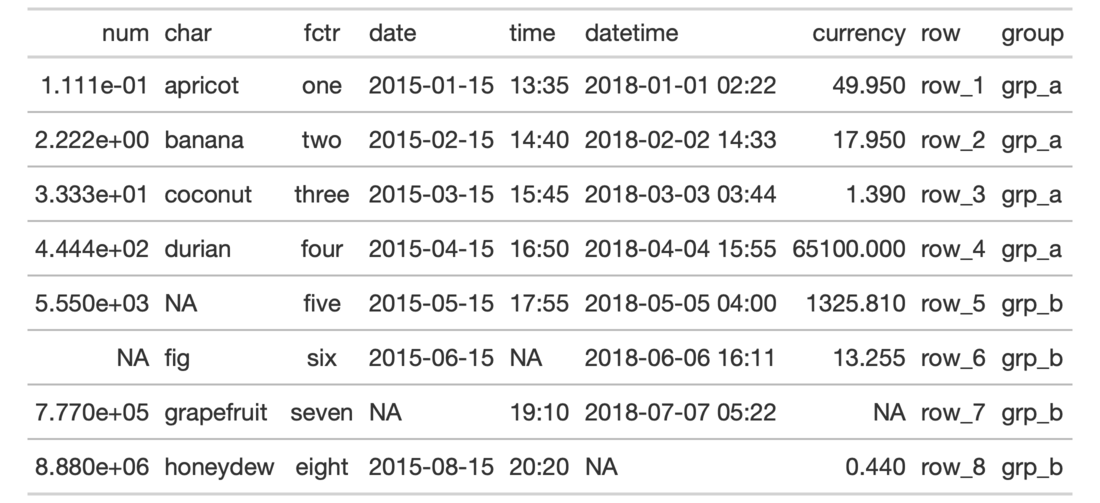 num char fctr date time datetime currency row group
1.111e-01 apricot one 2015-01-15 13:35 2018-01-01 02:22 49.950 row_1 grp_a
2.222e+00 banana two 2015-02-15 14:40 2018-02-02 14:33 17.950 row_2 grp_a
3.333e+01 coconut three 2015-03-15 15:45 2018-03-03 03:44 1.390 row_3 grp_a
4.444e+02 durian four 2015-04-15 16:50 2018-04-04 15:55 65100.000 row_4 grp_a
5.550e+03 NA five 2015-05-15 17:55 2018-05-05 04:00 1325.810 row_5 grp_b
NA fig six 2015-06-15 NA 2018-06-06 16:11 13.255 row_6 grp_b
7.770e+05 grapefruit seven NA 19:10 2018-07-07 05:22 NA row_7 grp_b
8.880e+06 honeydew eight 2015-08-15 20:20 NA 0.440 row_8 grp_b